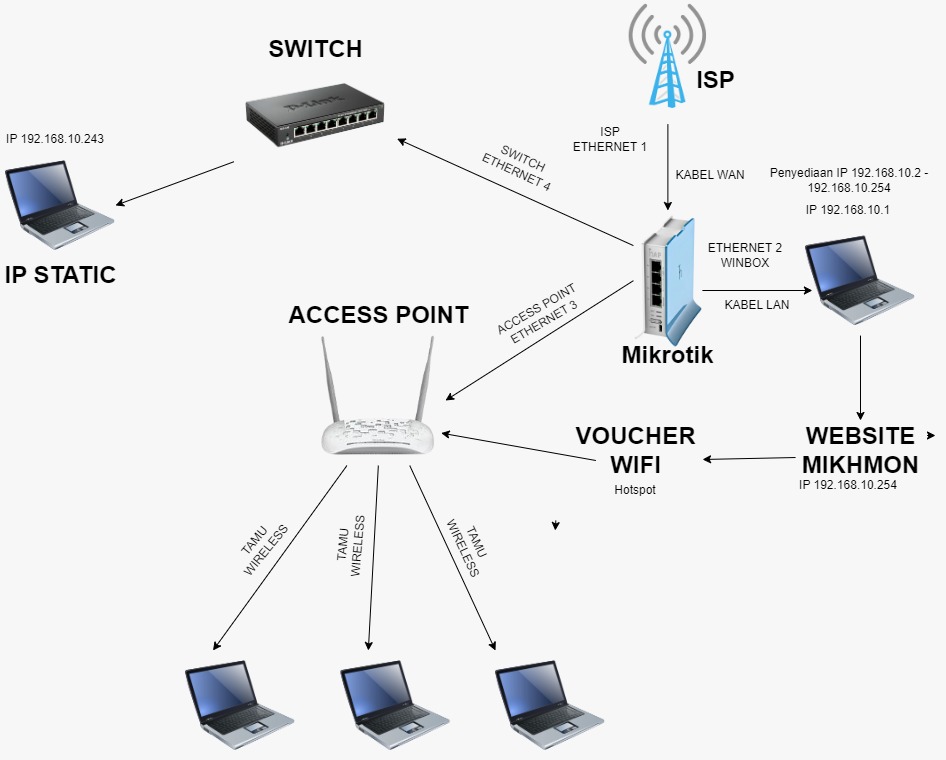 SWITCH
ISP
D-Link
IP 192.168.10.243
ISP
ETHERNET 1
SWITCH
ETHERNET 4
KABEL WAN
Penyediaan IP 192.168.10.2 -
192.168.10.254
IP 192.168.10.1
IP STATIC
ETHERNET 2
WINBOX
KABEL LAN
ACCESS POINT
ACCESS POINT
ETHERNET 3
Mikrotik
VOUCHER
WIFI
Hotspot
WEBSITE
MIKHMON
IP 192.168.10.254
TAMU
WIRELESS
TAMU
WIRELESS
TAMU
WIRELESS